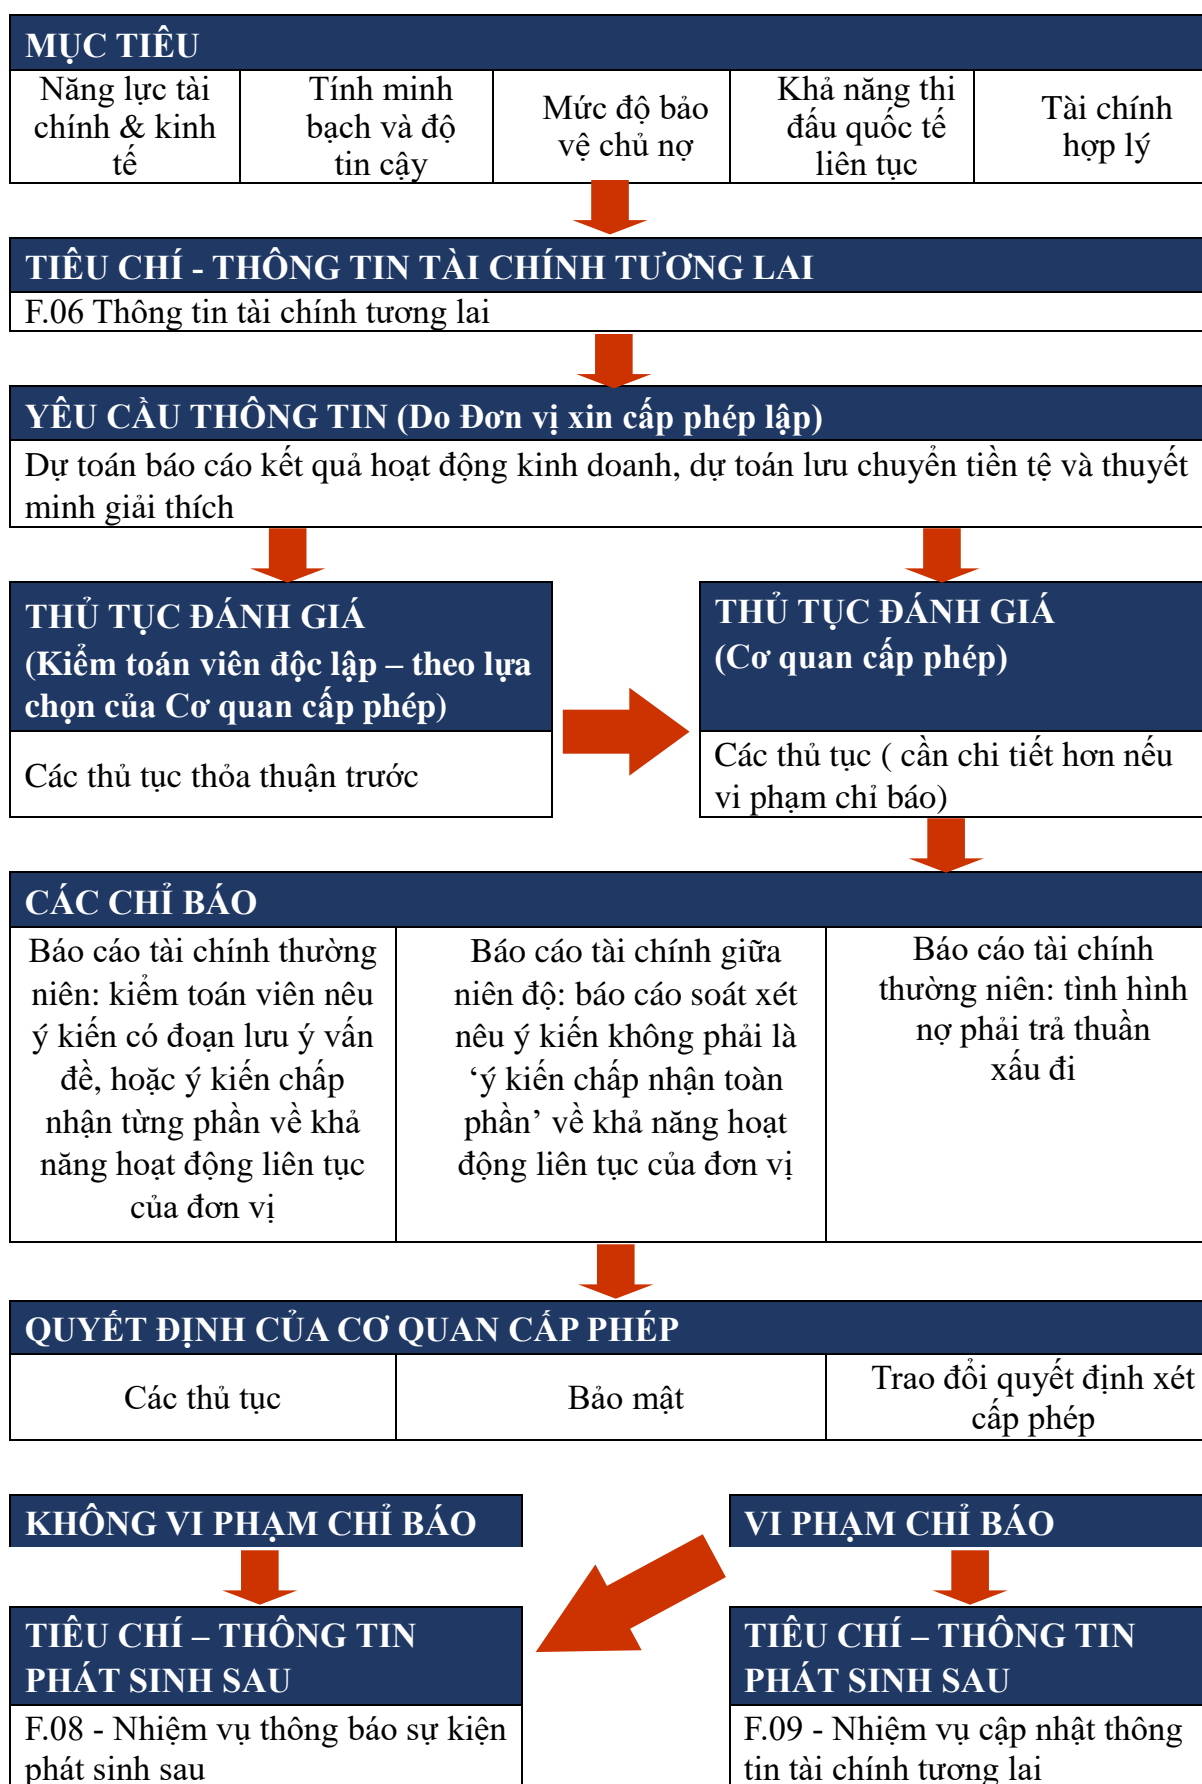 MỤC TIÊU
Năng lực tài
chính & kinh
tế
Tính minh
bạch và độ
tin cậy
Mức độ bảo
vệ chủ nợ
Khả năng thi
đấu quốc tế
liên tục
Tài chính
hợp lý
TIÊU CHÍ - THÔNG TIN TÀI CHÍNH TƯƠNG LAI
F.06 Thông tin tài chính tương lai
YÊU CẦU THÔNG TIN (Do Đơn vị xin cấp phép lập)
Dự toán báo cáo kết quả hoạt động kinh doanh, dự toán lưu chuyển tiền tệ và thuyết
minh giải thích
THỦ TỤC ĐÁNH GIÁ
(Kiểm toán viên độc lập – theo lựa
chọn của Cơ quan cấp phép)
Các thủ tục thỏa thuận trước
THỦ TỤC ĐÁNH GIÁ
(Cơ quan cấp phép)
Các thủ tục ( cần chi tiết hơn nếu
vi phạm chỉ báo)
CÁC CHỈ BÁO
Báo cáo tài chính thường
niên: kiểm toán viên nêu
ý kiến có đoạn lưu ý vấn
đề, hoặc ý kiến chấp
nhận từng phần về khả
năng hoạt động liên tục
của đơn vị
Báo cáo tài chính giữa
niên độ: báo cáo soát xét
nêu ý kiến không phải là
‘ý kiến chấp nhận toàn
phần’ về khả năng hoạt
động liên tục của đơn vị
Báo cáo tài chính
thường niên: tình hình
nợ phải trả thuần
xấu đi
QUYẾT ĐỊNH CỦA CƠ QUAN CẤP PHÉP
Các thủ tục
Bảo mật
Trao đổi quyết định xét
cấp phép
KHÔNG VI PHẠM CHỈ BÁO
VI PHẠM CHỈ BÁO
TIÊU CHÍ – THÔNG TIN
PHÁT SINH SAU
F.08 - Nhiệm vụ thông báo sự kiện
phát sinh sau
TIÊU CHÍ – THÔNG TIN
PHÁT SINH SAU
F.09 - Nhiệm vụ cập nhật thông
tin tài chính tương lai